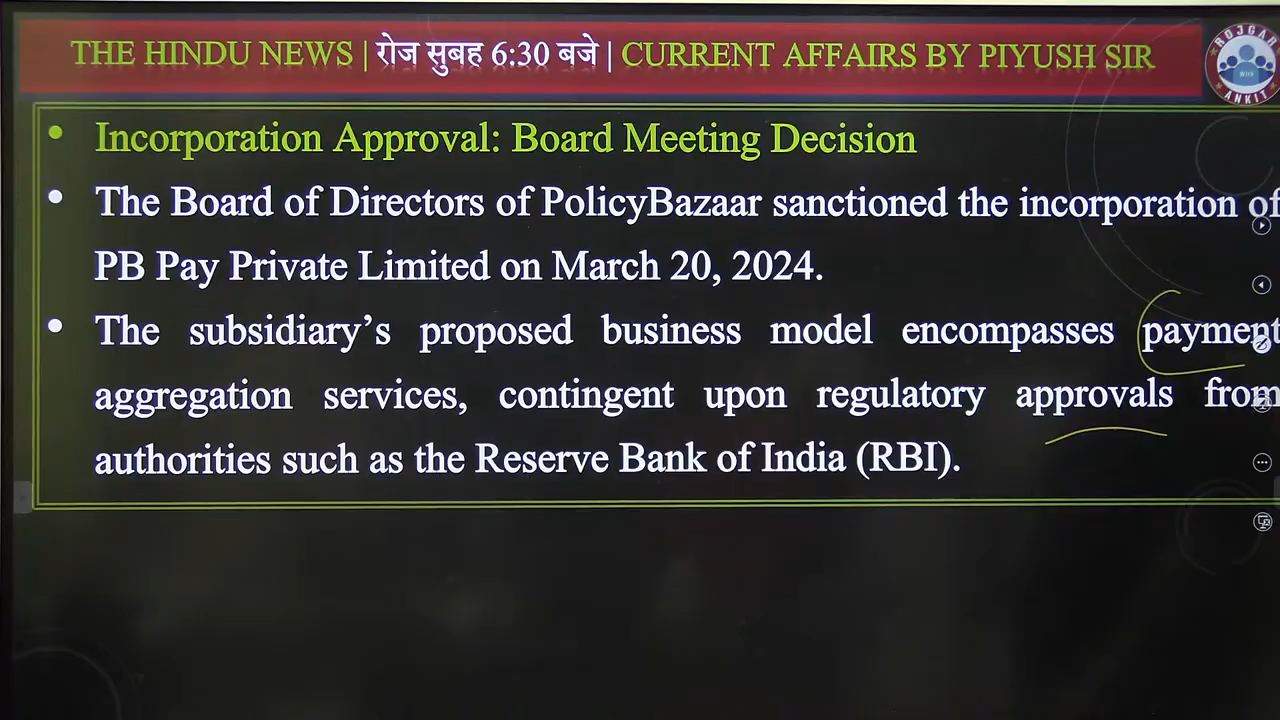 THE HINDU NEWS | रोज सुबह 6:30 बजे | CURRENT AFFAIRS BY PIYUSH SIR
ROJGAR
WITH
ANKIT
• Incorporation Approval: Board Meeting Decision
• The Board of Directors of PolicyBazaar sanctioned the incorporation of
PB Pay Private Limited on March 20, 2024.
• The subsidiary’s proposed business model encompasses payment
aggregation services, contingent upon regulatory approvals from
authorities such as the Reserve Bank of India (RBI).